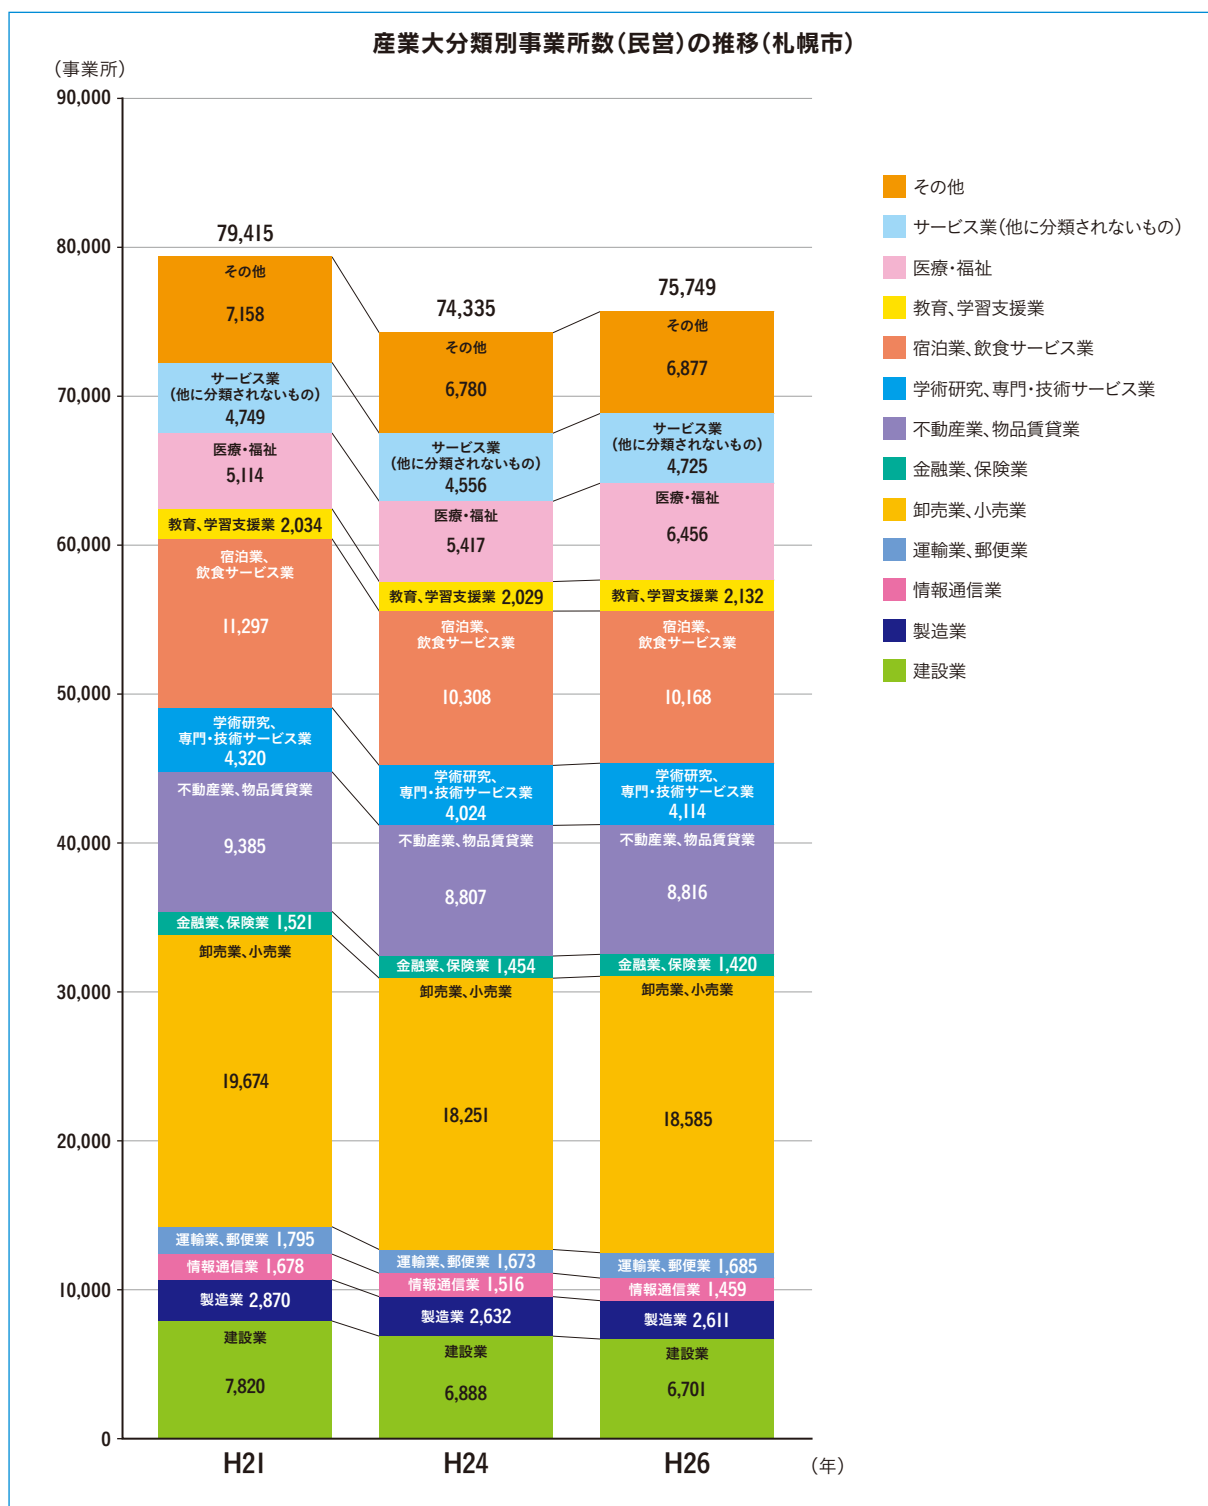 産業大分類別事業所数(民営)の推移(札幌市)
(事業所)
90,000
80,000
70,000
60,000
50,000
40,000
30,000
20,000
10,000
0
79,415
その他
7,158
サービス業
(他に分類されないもの)
4,749
医療・福祉
5,114
教育、学習支援業 2,034
宿泊業、
飲食サービス業
11,297
学術研究、
専門・技術サービス業
4,320
不動産業、物品賃貸業
9,385
金融業、保険業 1,521
卸売業、小売業
19,674
運輸業、郵便業 1,795
情報通信業 1,678
製造業 2,870
建設業
7,820
H21
74,335
その他
6,780
サービス業
(他に分類されないもの)
4,556
医療・福祉
5,417
教育、学習支援業 2,029
宿泊業、
飲食サービス業
10,308
学術研究、
専門・技術サービス業
4,024
不動産業、物品賃貸業
8,807
金融業、保険業 1,454
卸売業、小売業
18,251
運輸業、郵便業 1,673
情報通信業 1,516
製造業 2,632
建設業
6,888
H24
75,749
その他
6,877
サービス業
(他に分類されないもの)
4,725
医療・福祉
6,456
教育、学習支援業 2,132
宿泊業、
飲食サービス業
10,168
学術研究、
専門・技術サービス業
4,114
不動産業、物品賃貸業
8,816
金融業、保険業 1,420
卸売業、小売業
18,585
運輸業、郵便業 1,685
情報通信業 1,459
製造業 2,611
建設業
6,701
H26
(年)
その他
サービス業(他に分類されないもの)
医療・福祉
教育、学習支援業
宿泊業、飲食サービス業
学術研究、専門・技術サービス業
不動産業、物品賃貸業
金融業、保険業
卸売業、小売業
運輸業、郵便業
情報通信業
製造業
建設業